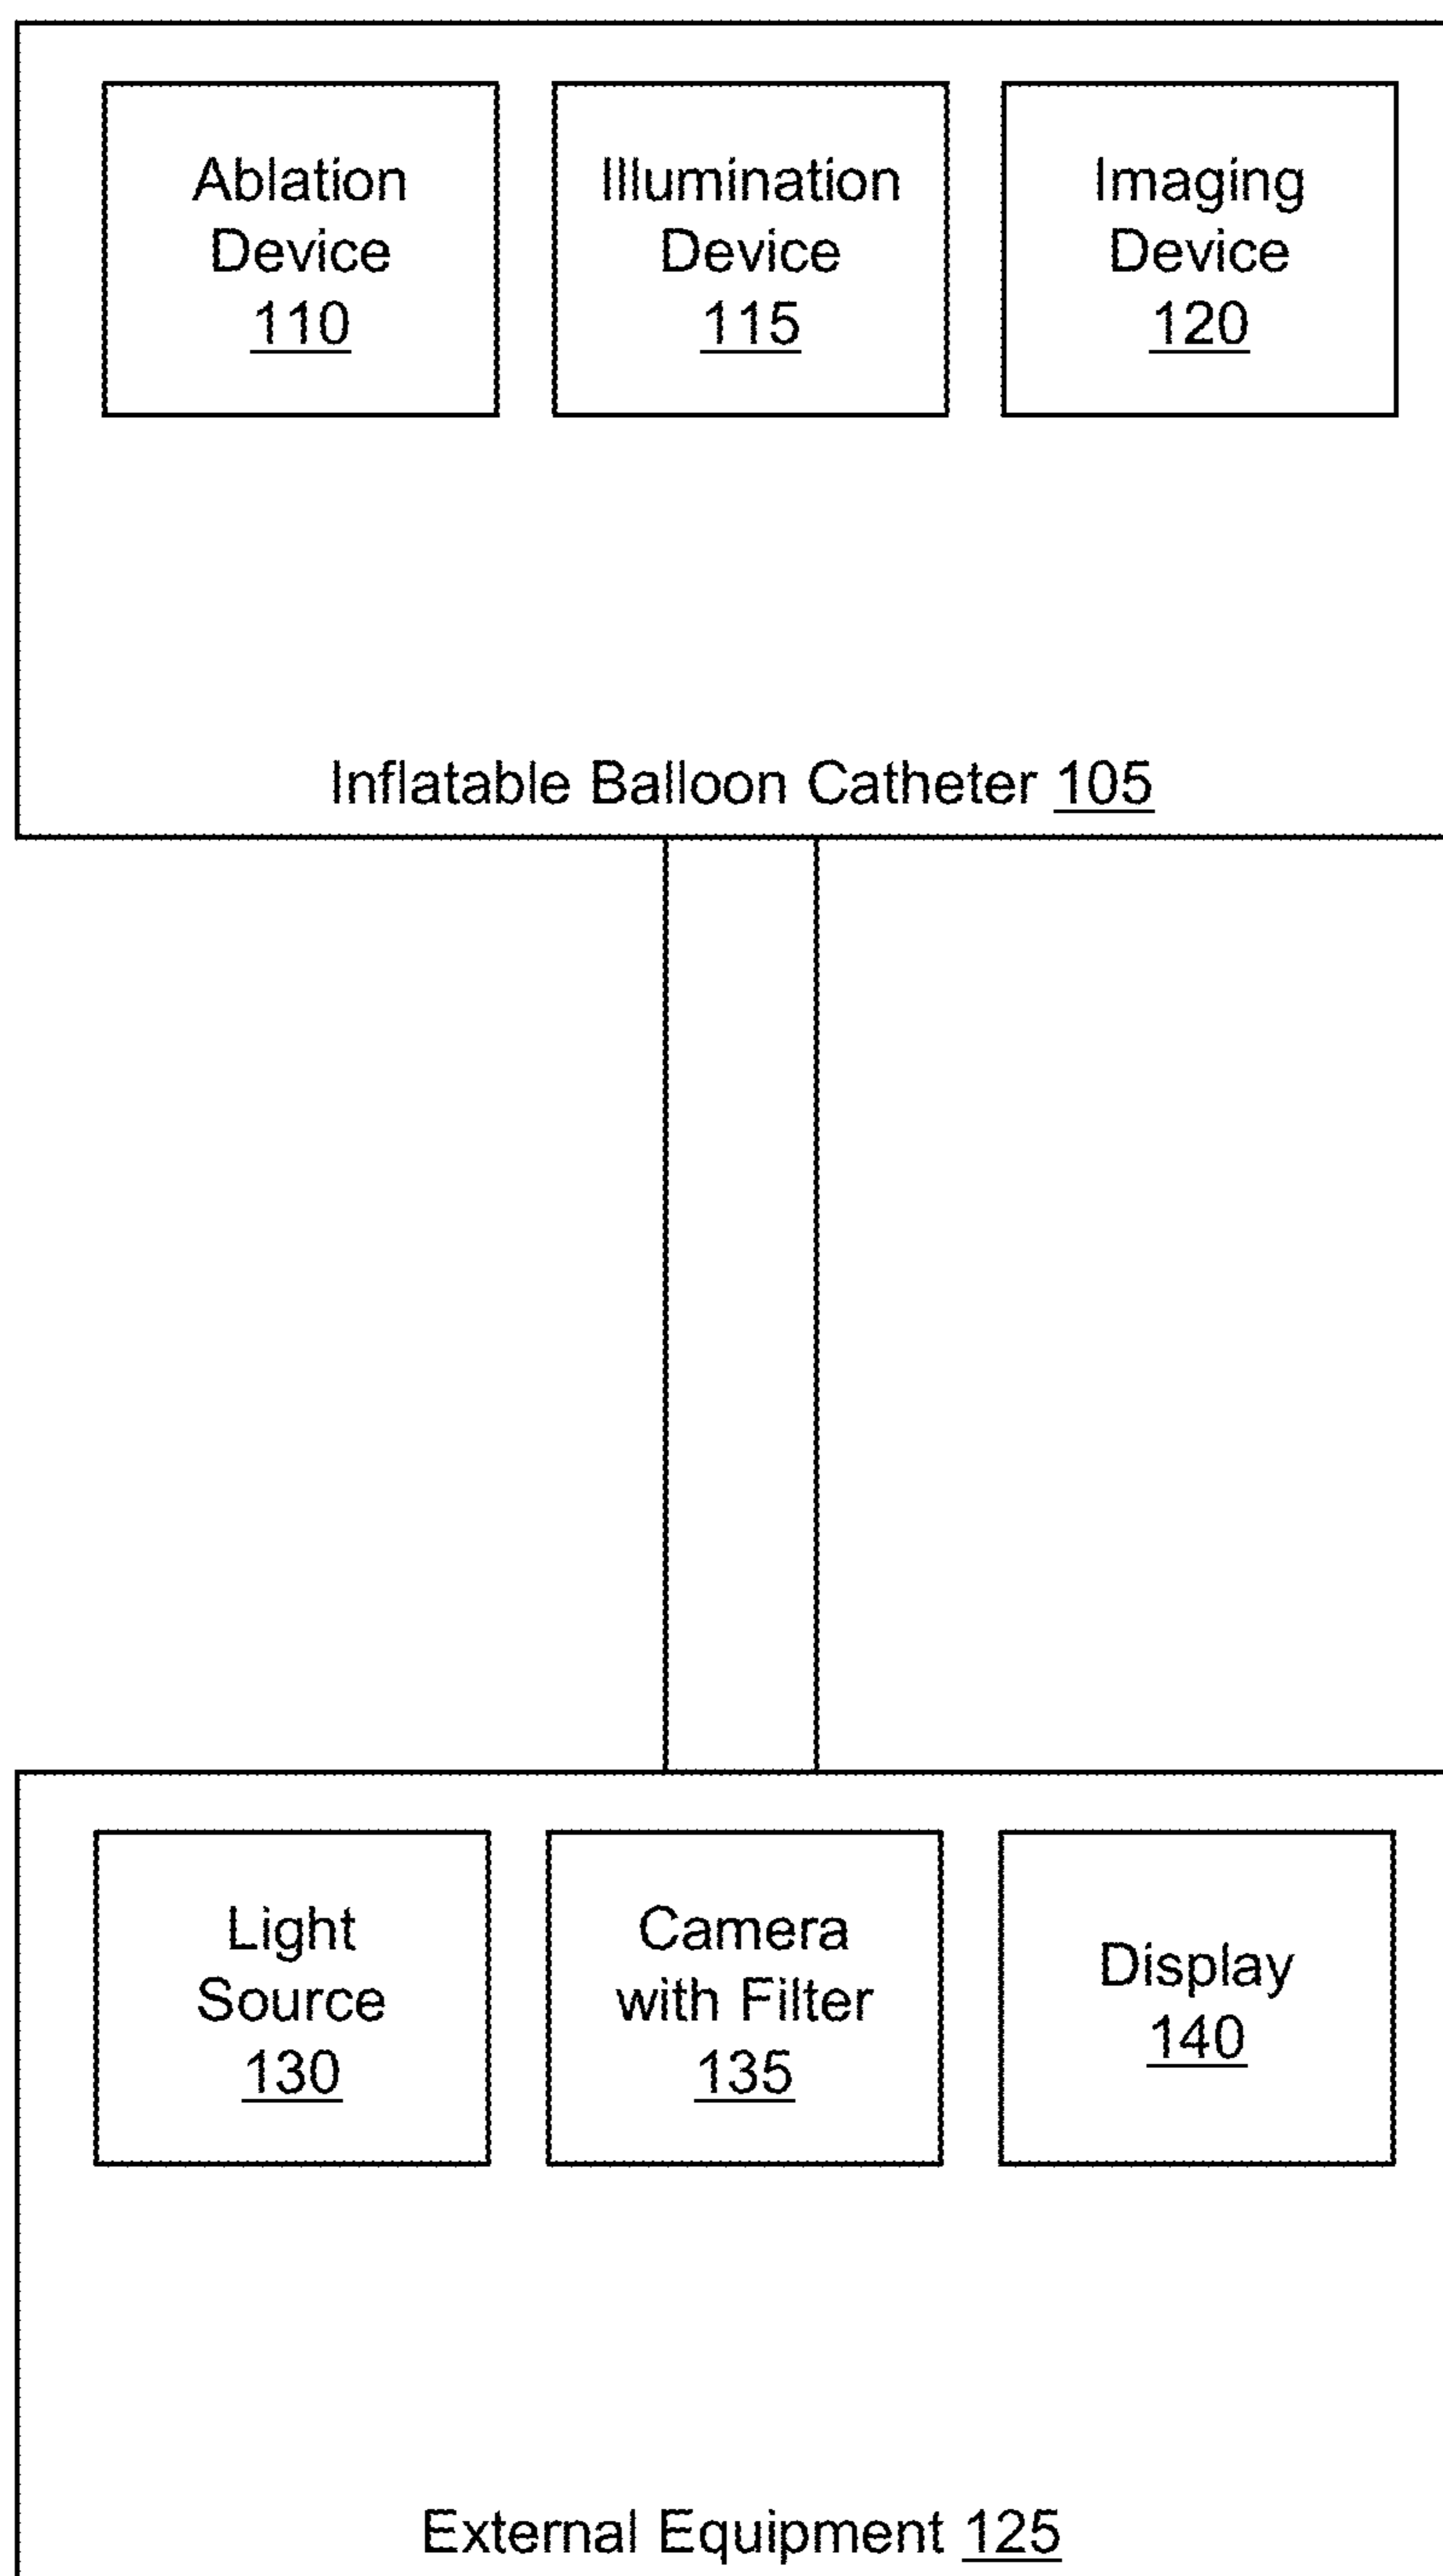 Ablation
Device
110
Illumination
Device
115
Imaging
Device
120
Inflatable Balloon Catheter 105
Light
Source
130
Camera
with Filter
135
Display
140
External Equipment 125